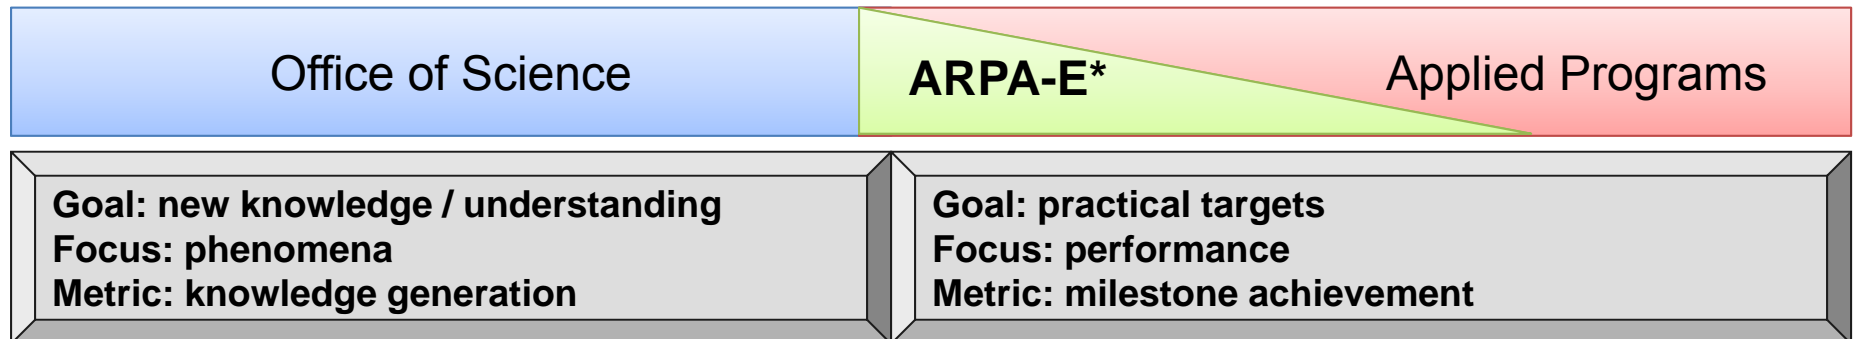 Office of Science
ARPA-E*
Applied Programs
Goal: new knowledge / understanding
Focus: phenomena
Metric: knowledge generation
Goal: practical targets
Focus: performance
Metric: milestone achievement